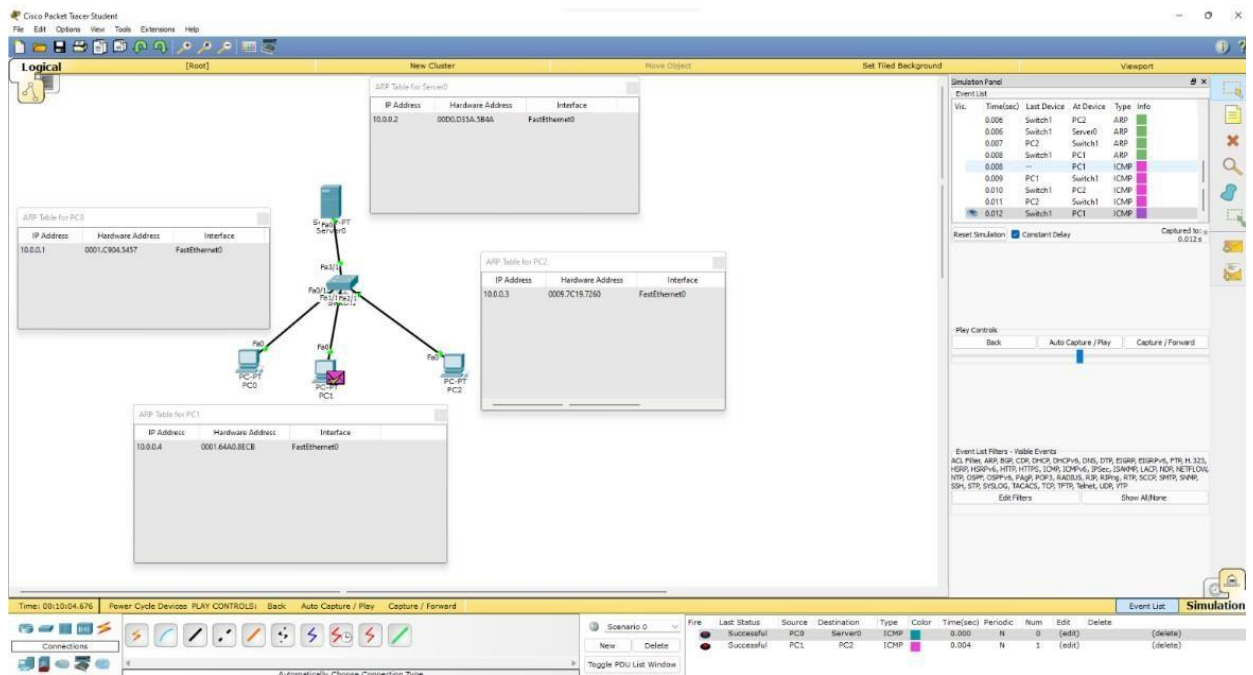 Cisco Packet Tracer Student
File Edit Options View Tools Extensions Help
Logical [Root] New Cluster Move Object Set Tiled Background Viewport
ARP Table for Server0
IP Address Hardware Address Interface
10.0.0.2 00D0.D35A.5B4A FastEthernet0
ARP Table for PC0
IP Address Hardware Address Interface
10.0.0.1 0001.C904.5457 FastEthernet0
Server0
Fa3/1
Fa0
PC-PT
PC0
Fa0
PC-PT
PC1
Fa0
PC-PT
PC2
ARP Table for PC2
IP Address Hardware Address Interface
10.0.0.3 0009.7C19.7260 FastEthernet0
ARP Table for PC1
IP Address Hardware Address Interface
10.0.0.4 0001.64A0.8ECB FastEthernet0
Simulation Panel
Event List
Vis. Time(sec) Last Device At Device Type Info
0.006 Switch1 PC2 ARP
0.006 Switch1 Server0 ARP
0.007 PC2 Switch1 ARP
0.008 Switch1 PC1 ARP
0.008 -- PC1 ICMP
0.009 PC1 Switch1 ICMP
0.010 Switch1 PC2 ICMP
0.011 PC2 Switch1 ICMP
0.012 Switch1 PC1 ICMP
Reset Simulation Constant Delay Captured to:
0.012 s
Play Controls
Back Auto Capture / Play Capture / Forward
Event List Filters - Visible Events
ACL Filter, ARP, BGP, CDP, DHCP, DHCPv6, DNS, DTP, EIGRP, EIGRPv6, FTP, H.323,
HSRP, HSRPv6, HTTP, HTTPS, ICMP, ICMPv6, IPSec, ISAKMP, LACP, NDP, NETFLOW,
NTP, OSPF, OSPFv6, PAgP, POP3, RADIUS, RIP, RIPng, RTP, SCCP, SMTP, SNMP,
SSH, STP, SYSLOG, TACACS, TCP, TFTP, Telnet, UDP, VTP
Edit Filters Show All/None
Time: 00:10:04.676 Power Cycle Devices PLAY CONTROLS: Back Auto Capture / Play Capture / Forward
Event List Simulation
Connections
Automatically Choose Connection Type
Scenario 0
New Delete
Toggle PDU List Window
Fire Last Status Source Destination Type Color Time(sec) Periodic Num Edit Delete
Successful PC0 Server0 ICMP 0.000 N 0 (edit) (delete)
Successful PC1 PC2 ICMP 0.004 N 1 (edit) (delete)